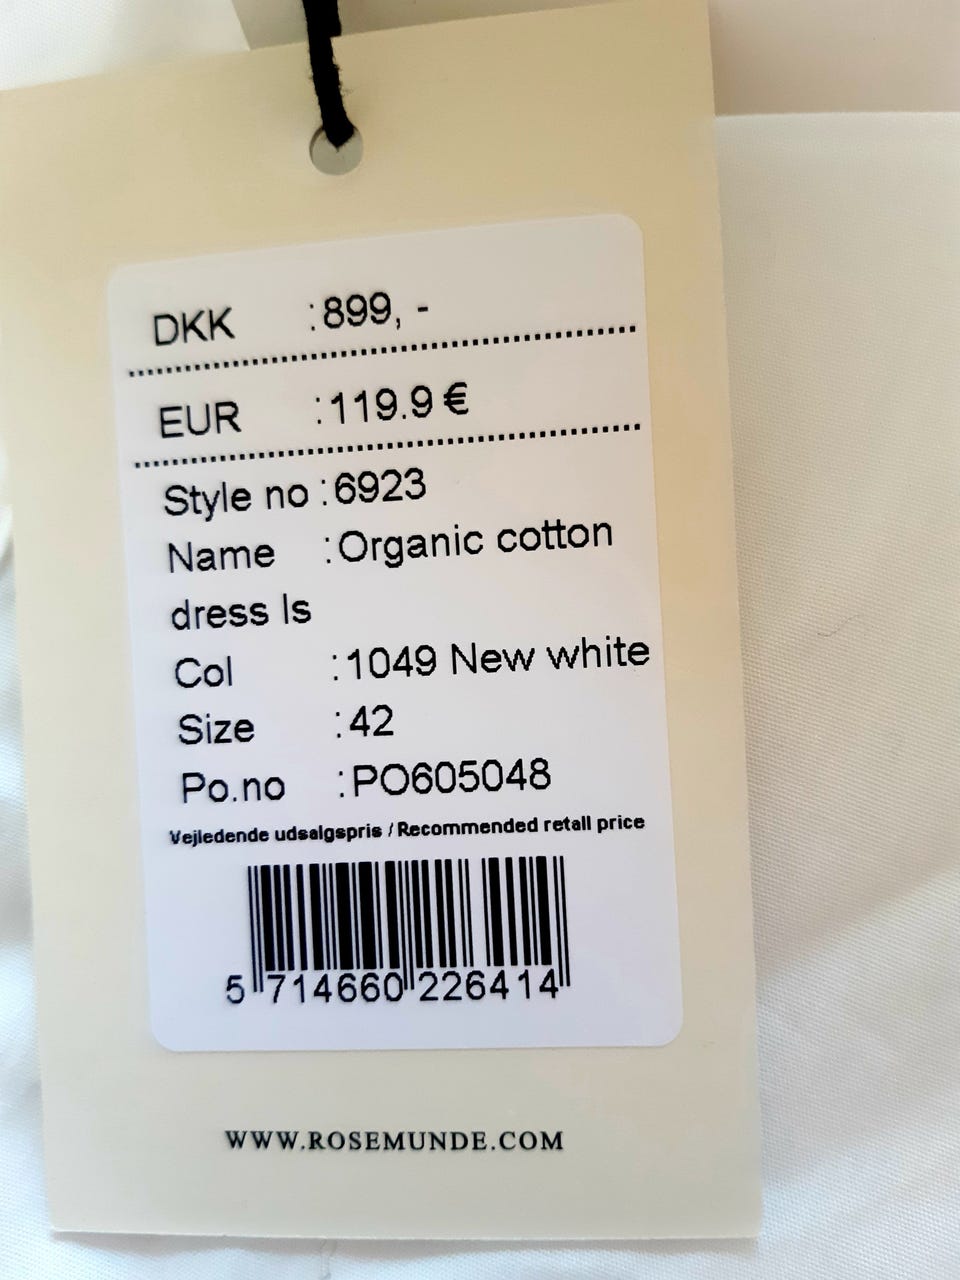 DKK :899, -
EUR :119.9 €
Style no :6923
Name :Organic cotton
dress ls
Col :1049 New white
Size :42
Po.no :PO605048
Vejledende udsalgspris / Recommended retail price
5 714660 226414
WWW.ROSEMUNDE.COM